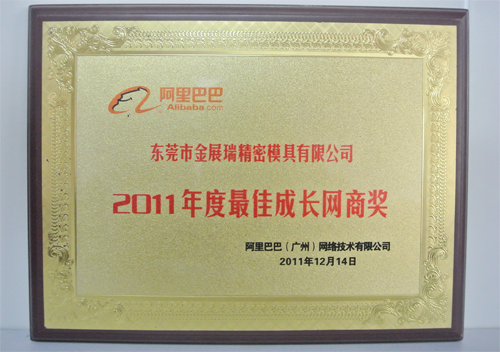 阿里巴巴
Alibaba.com
东莞市金展瑞精密模具有限公司
2011年度最佳成长网商奖
阿里巴巴（广州）网络技术有限公司
2011年12月14日